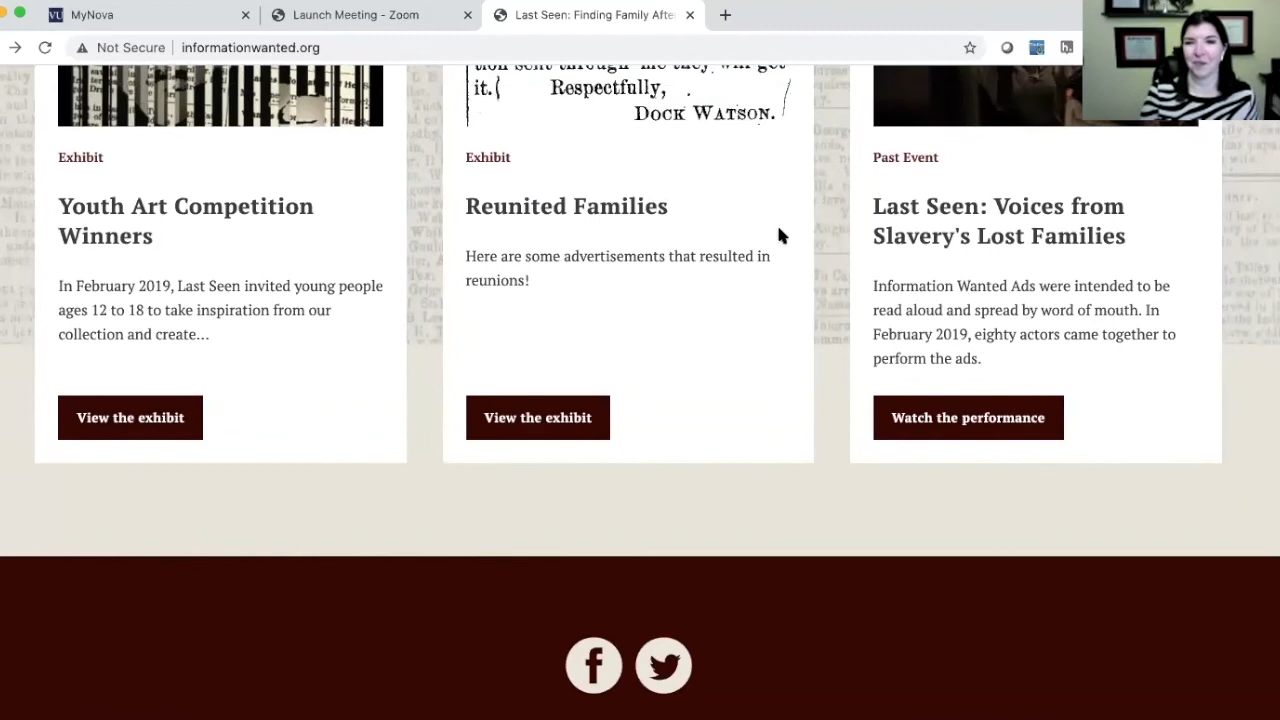 MyNova
Launch Meeting - Zoom
Last Seen: Finding Family Afte
Not Secure
informationwanted.org
tion sent through me they will get
it.
Respectfully,
DOCK WATSON.
Exhibit
Youth Art Competition
Winners
In February 2019, Last Seen invited young people
ages 12 to 18 to take inspiration from our
collection and create…
View the exhibit
Exhibit
Reunited Families
Here are some advertisements that resulted in
reunions!
View the exhibit
Past Event
Last Seen: Voices from
Slavery's Lost Families
Information Wanted Ads were intended to be
read aloud and spread by word of mouth. In
February 2019, eighty actors came together to
perform the ads.
Watch the performance